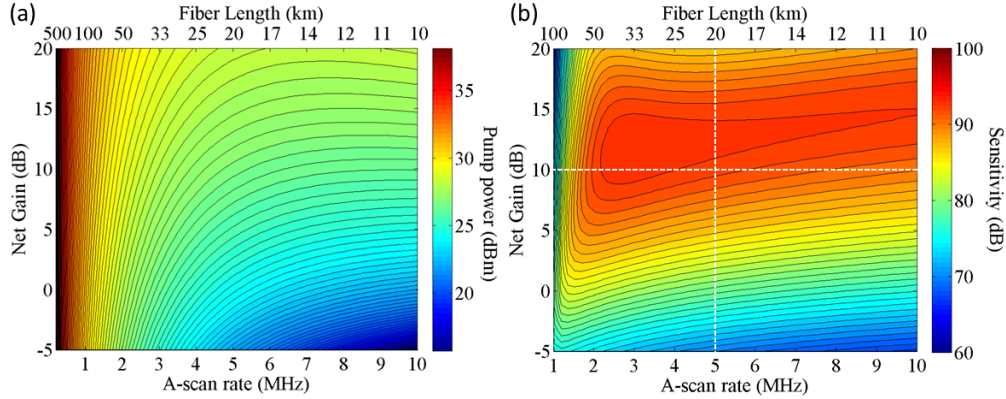 (a)
Fiber Length (km)
500 100 50 33 25 20 17 14 12 11 10
20
15
10
5
0
-5
Net Gain (dB)
1 2 3 4 5 6 7 8 9 10
A-scan rate (MHz)
35
30
25
20
Pump power (dBm)
(b)
Fiber Length (km)
100 50 33 25 20 17 14 12 11 10
20
15
10
5
0
-5
Net Gain (dB)
1 2 3 4 5 6 7 8 9 10
A-scan rate (MHz)
100
90
80
70
60
Sensitivity (dB)